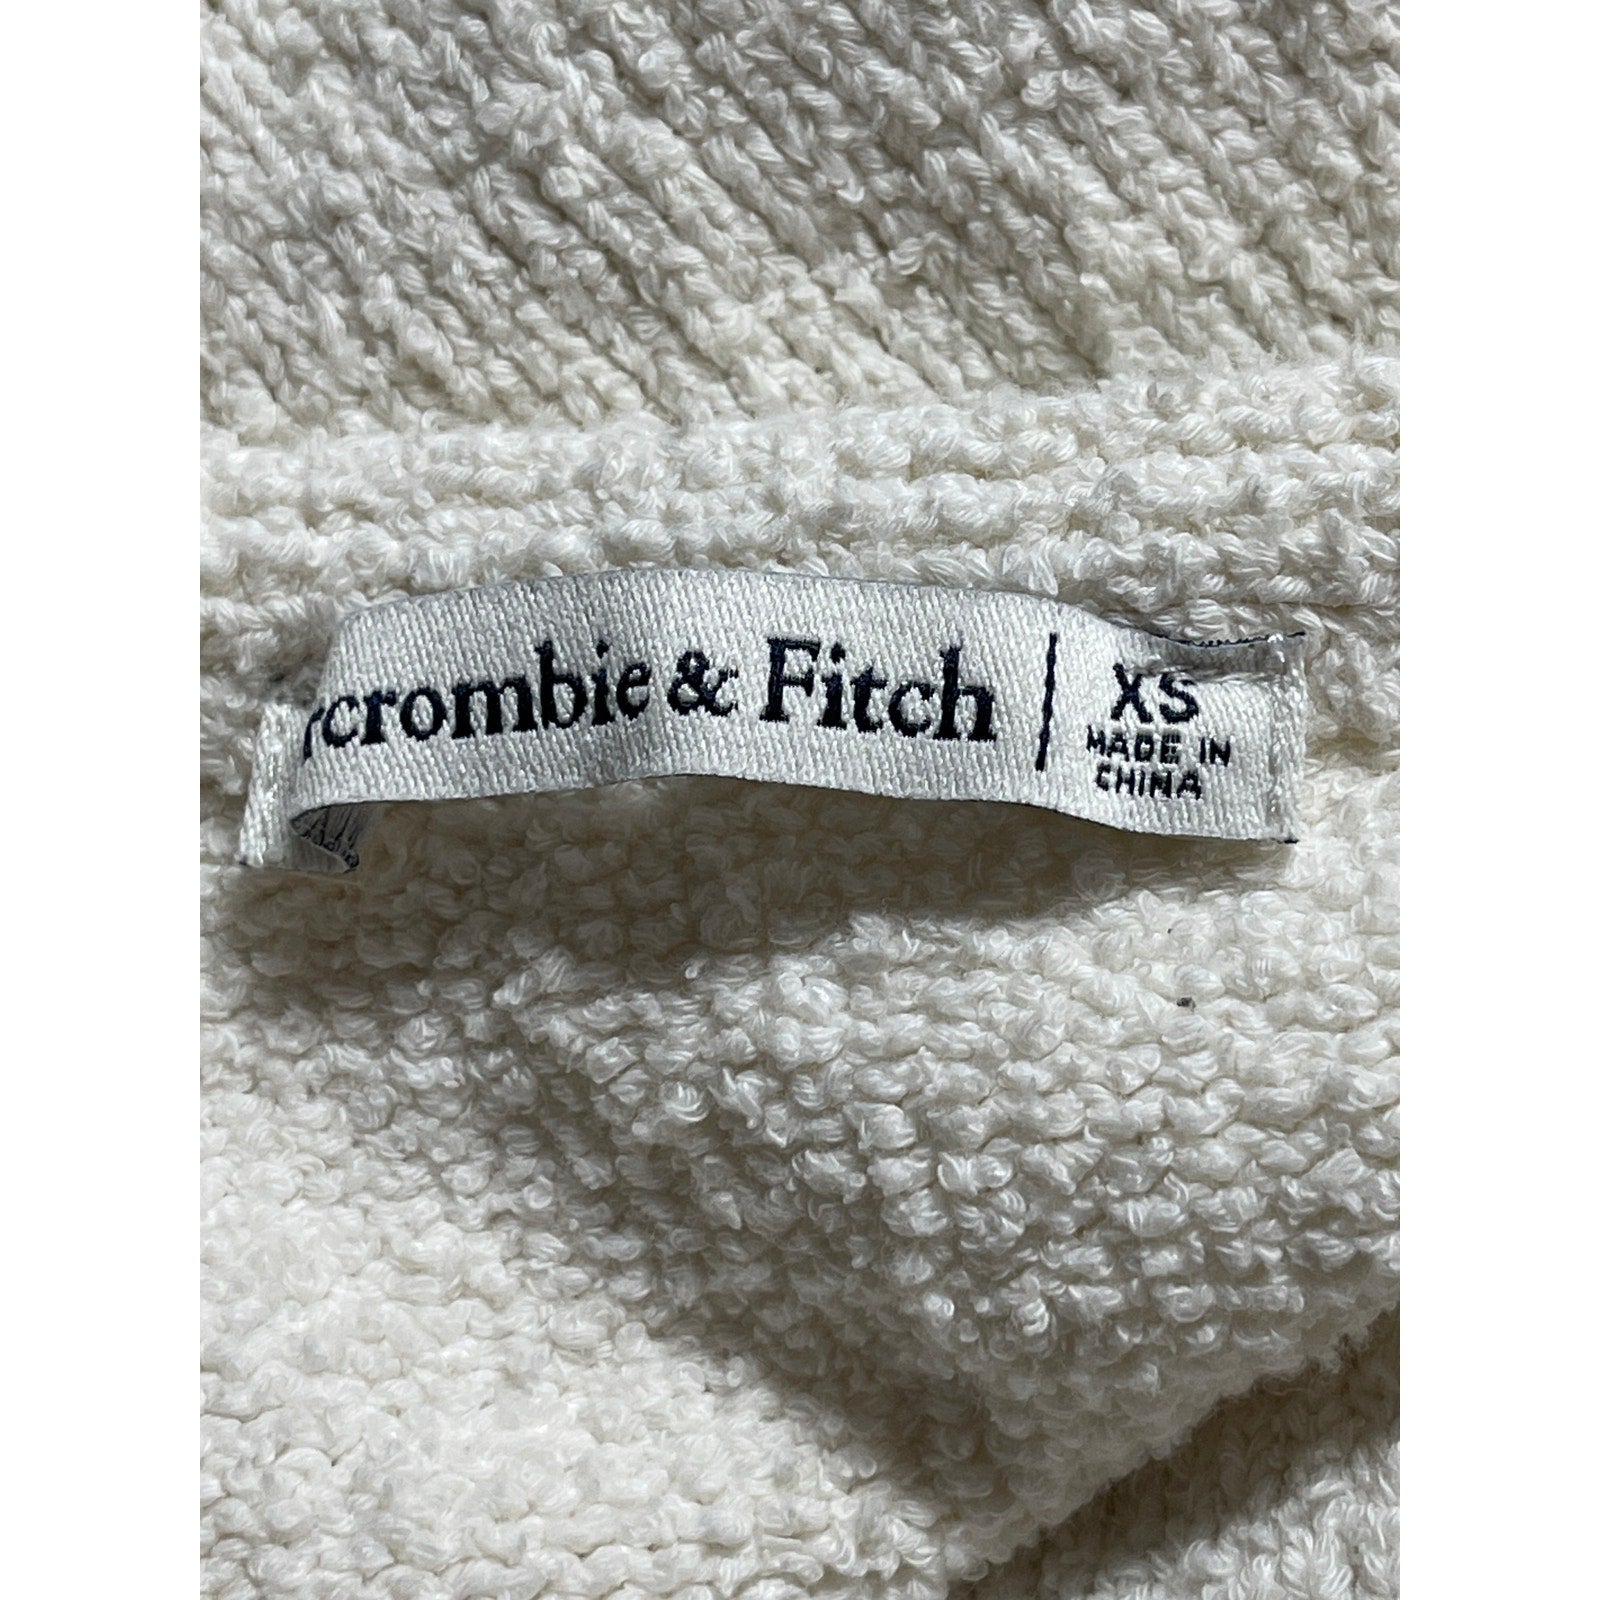 rcrombie & Fitch | XS
MADE IN
CHINA